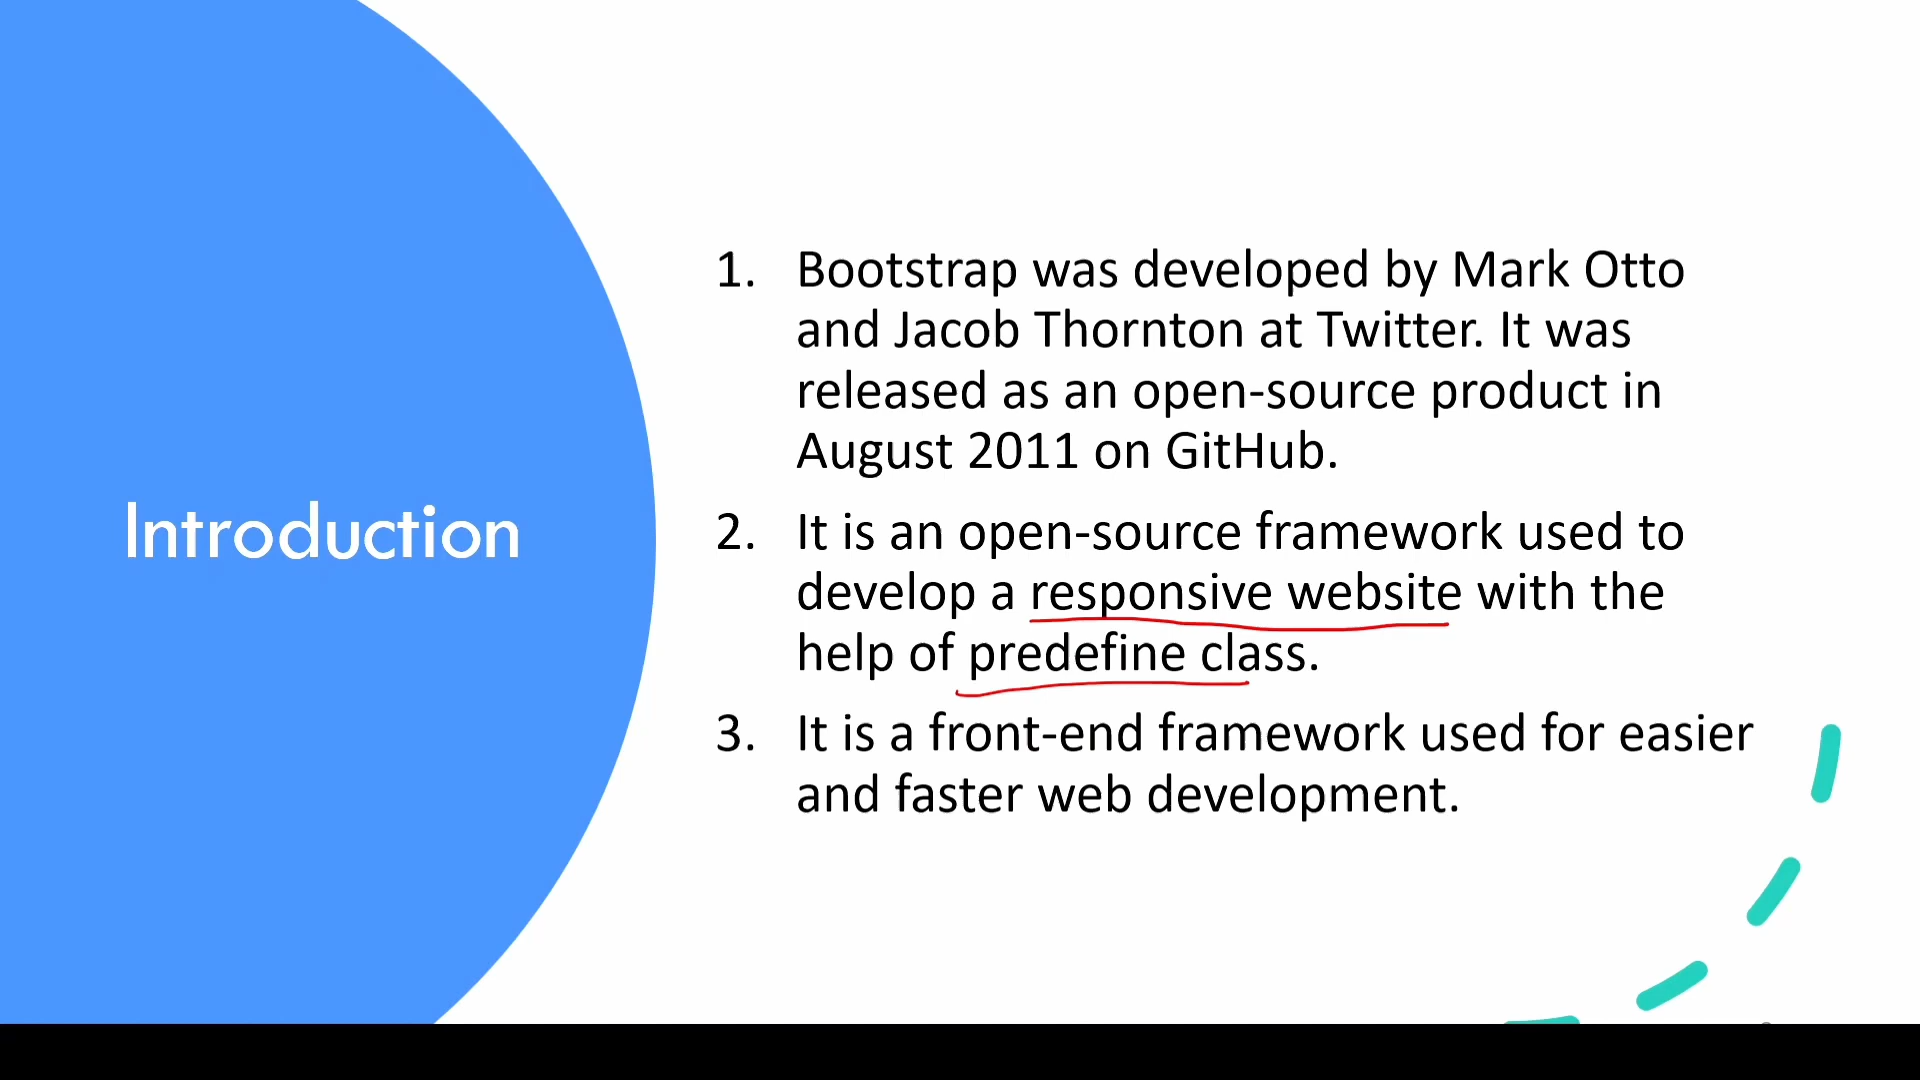 Introduction
1. Bootstrap was developed by Mark Otto
and Jacob Thornton at Twitter. It was
released as an open-source product in
August 2011 on GitHub.
2. It is an open-source framework used to
develop a responsive website with the
help of predefine class.
3. It is a front-end framework used for easier
and faster web development.